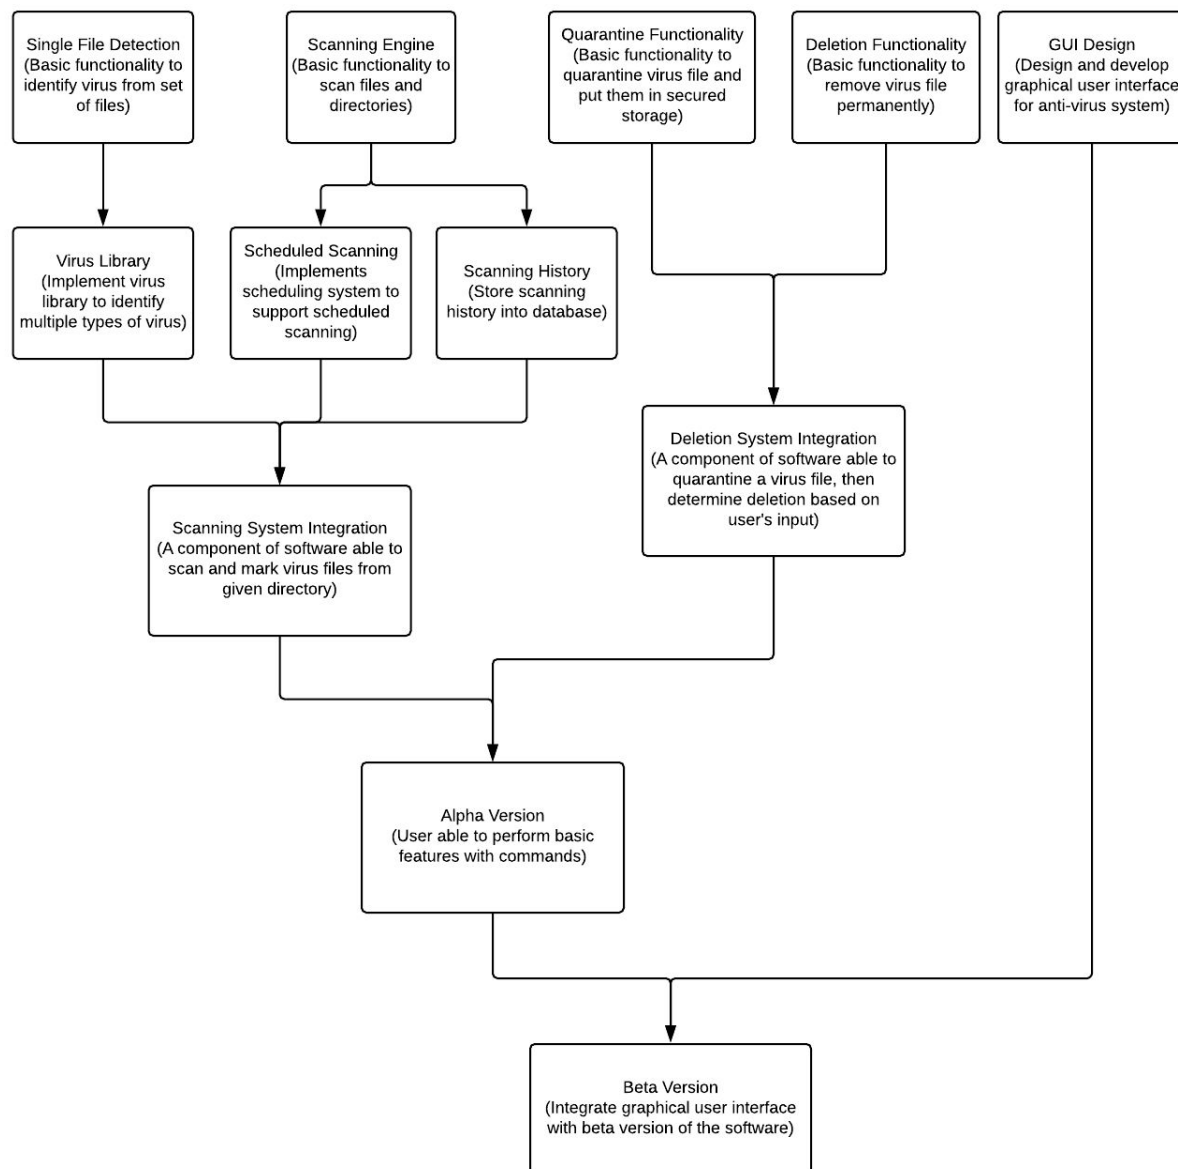 Single File Detection
(Basic functionality to
identify virus from set
of files)
Scanning Engine
(Basic functionality to
scan files and
directories)
Quarantine Functionality
(Basic functionality to
quarantine virus file and
put them in secured
storage)
Deletion Functionality
(Basic functionality to
remove virus file
permanently)
GUI Design
(Design and develop
graphical user interface
for anti-virus system)
Virus Library
(Implement virus
library to identify
multiple types of virus)
Scheduled Scanning
(Implements
scheduling system to
support scheduled
scanning)
Scanning History
(Store scanning
history into database)
Deletion System Integration
(A component of software able to
quarantine a virus file, then
determine deletion based on
user's input)
Scanning System Integration
(A component of software able to
scan and mark virus files from
given directory)
Alpha Version
(User able to perform basic
features with commands)
Beta Version
(Integrate graphical user interface
with beta version of the software)